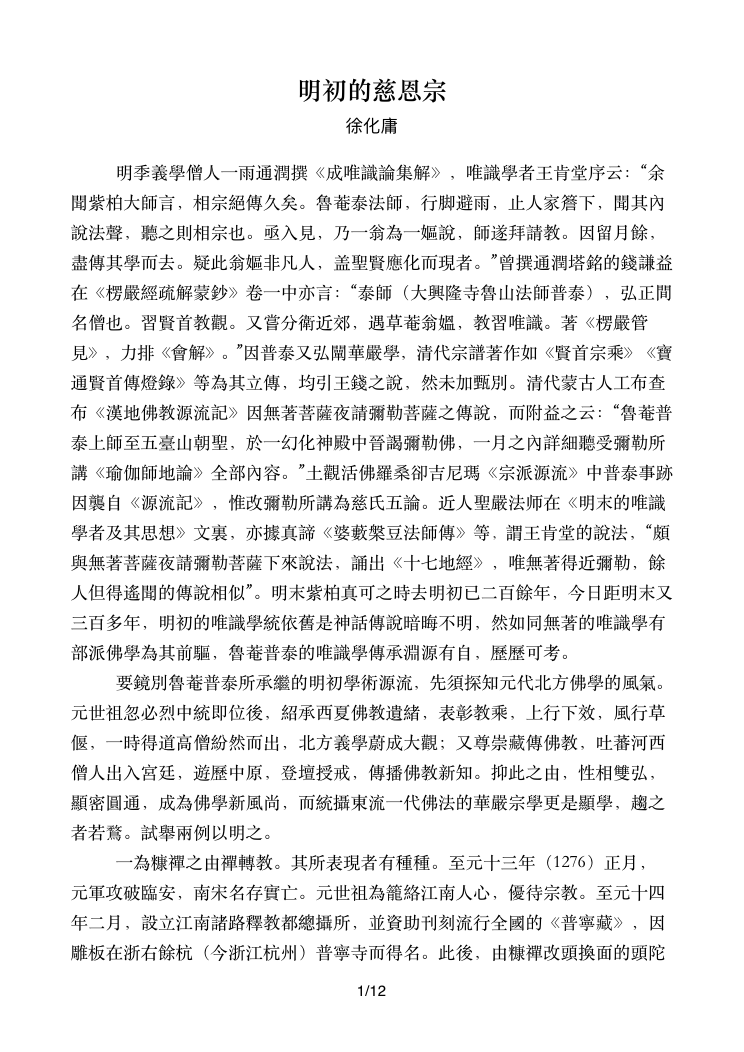 明初的慈恩宗
徐化庸
明季義學僧人一雨通潤撰《成唯識論集解》，唯識學者王肯堂序云：“余
聞紫柏大師言，相宗絕傳久矣。魯菴泰法師，行脚避雨，止人家簷下，聞其內
說法聲，聽之則相宗也。亟入見，乃一翁為一嫗說，師遂拜請教。因留月餘，
盡傳其學而去。疑此翁嫗非凡人，盖聖賢應化而現者。”曾撰通潤塔銘的錢謙益
在《楞嚴經疏解蒙鈔》卷一中亦言：“泰師（大興隆寺魯山法師普泰），弘正間
名僧也。習賢首教觀。又嘗分衛近郊，遇草菴翁媼，教習唯識。著《楞嚴管
見》，力排《會解》。”因普泰又弘闡華嚴學，清代宗譜著作如《賢首宗乘》《寶
通賢首傳燈錄》等為其立傳，均引王錢之說，然未加甄別。清代蒙古人工布查
布《漢地佛教源流記》因無著菩薩夜請彌勒菩薩之傳說，而附益之云：“魯菴普
泰上師至五臺山朝聖，於一幻化神殿中晉謁彌勒佛，一月之內詳細聽受彌勒所
講《瑜伽師地論》全部內容。”土觀活佛羅桑卻吉尼瑪《宗派源流》中普泰事跡
因襲自《源流記》，惟改彌勒所講為慈氏五論。近人聖嚴法师在《明末的唯識
學者及其思想》文裏，亦據真諦《婆藪槃豆法師傳》等，謂王肯堂的說法，“頗
與無著菩薩夜請彌勒菩薩下來說法，誦出《十七地經》，唯無著得近彌勒，餘
人但得遙聞的傳說相似”。明末紫柏真可之時去明初已二百餘年，今日距明末又
三百多年，明初的唯識學統依舊是神話傳說暗晦不明，然如同無著的唯識學有
部派佛學為其前驅，魯菴普泰的唯識學傳承淵源有自，歷歷可考。
要鏡別魯菴普泰所承繼的明初學術源流，先須探知元代北方佛學的風氣。
元世祖忽必烈中統即位後，紹承西夏佛教遺緒，表彰教乘，上行下效，風行草
偃，一時得道高僧紛然而出，北方義學蔚成大觀；又尊崇藏傳佛教，吐蕃河西
僧人出入宮廷，遊歷中原，登壇授戒，傳播佛教新知。抑此之由，性相雙弘，
顯密圓通，成為佛學新風尚，而統攝東流一代佛法的華嚴宗學更是顯學，趨之
者若鶩。試舉兩例以明之。
一為糠禪之由禪轉教。其所表現者有種種。至元十三年（1276）正月，
元軍攻破臨安，南宋名存實亡。元世祖為籠絡江南人心，優待宗教。至元十四
年二月，設立江南諸路釋教都總攝所，並資助刊刻流行全國的《普寧藏》，因
雕板在浙右餘杭（今浙江杭州）普寧寺而得名。此後，由糠禪改頭換面的頭陀
1/12